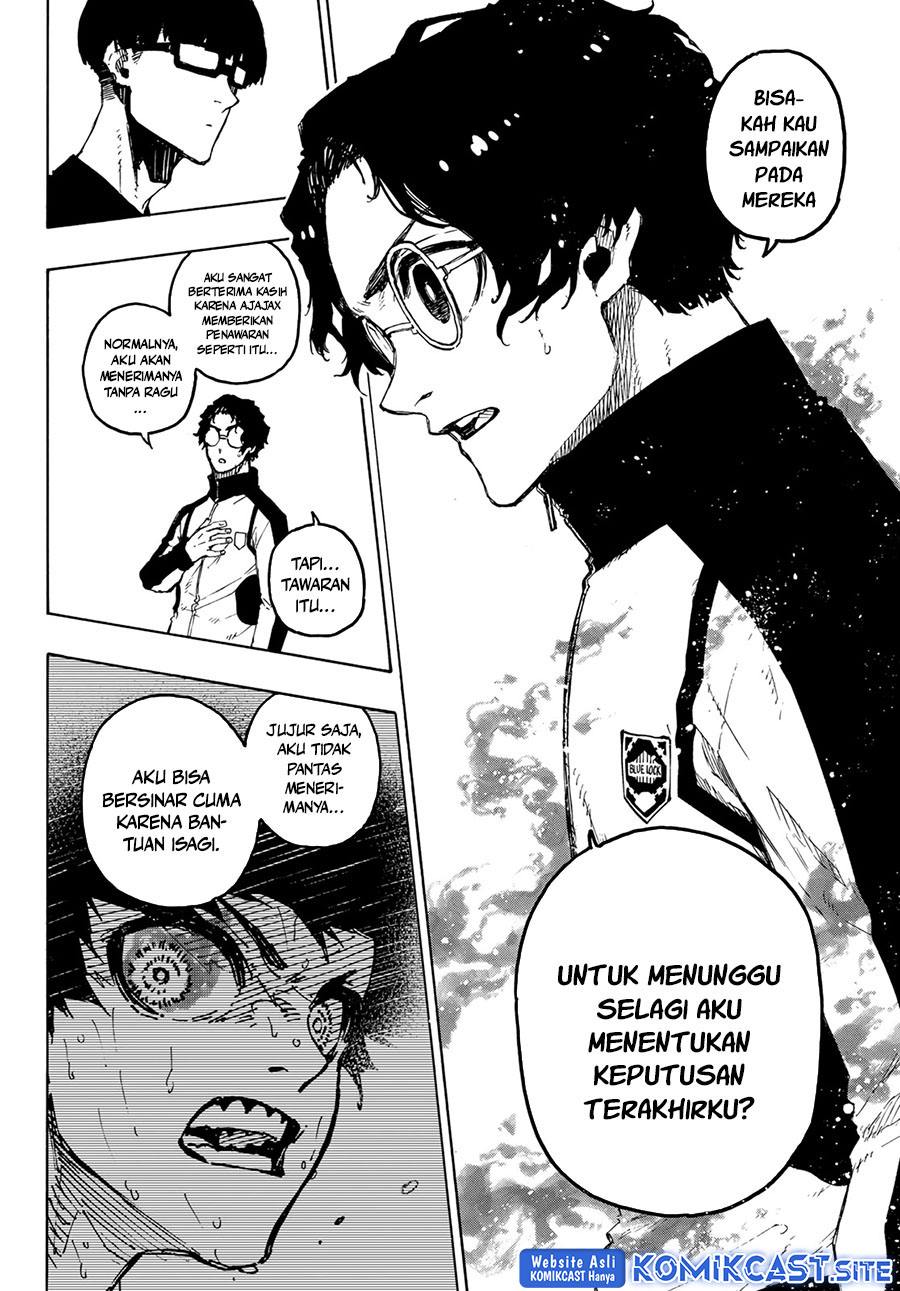 BISA-
KAH KAU
SAMPAIKAN
PADA
MEREKA
UNTUK MENUNGGU
SELAGI AKU
MENENTUKAN
KEPUTUSAN
TERAKHIRKU?
BLUE LOCK
AKU SANGAT
BERTERIMA KASIH
KARENA AJAJAX
MEMBERIKAN
PENAWARAN
SEPERTI ITU...
NORMALNYA,
AKU AKAN
MENERIMANYA
TANPA RAGU
...
TAPI...
TAWARAN
ITU...
JUJUR SAJA,
AKU TIDAK
PANTAS
MENERI-
MANYA...
AKU BISA
BERSINAR CUMA
KARENA BAN-
TUAN ISAGI.
Website Asli
KOMIKCAST Hanya
KOMIKCAST.SITE